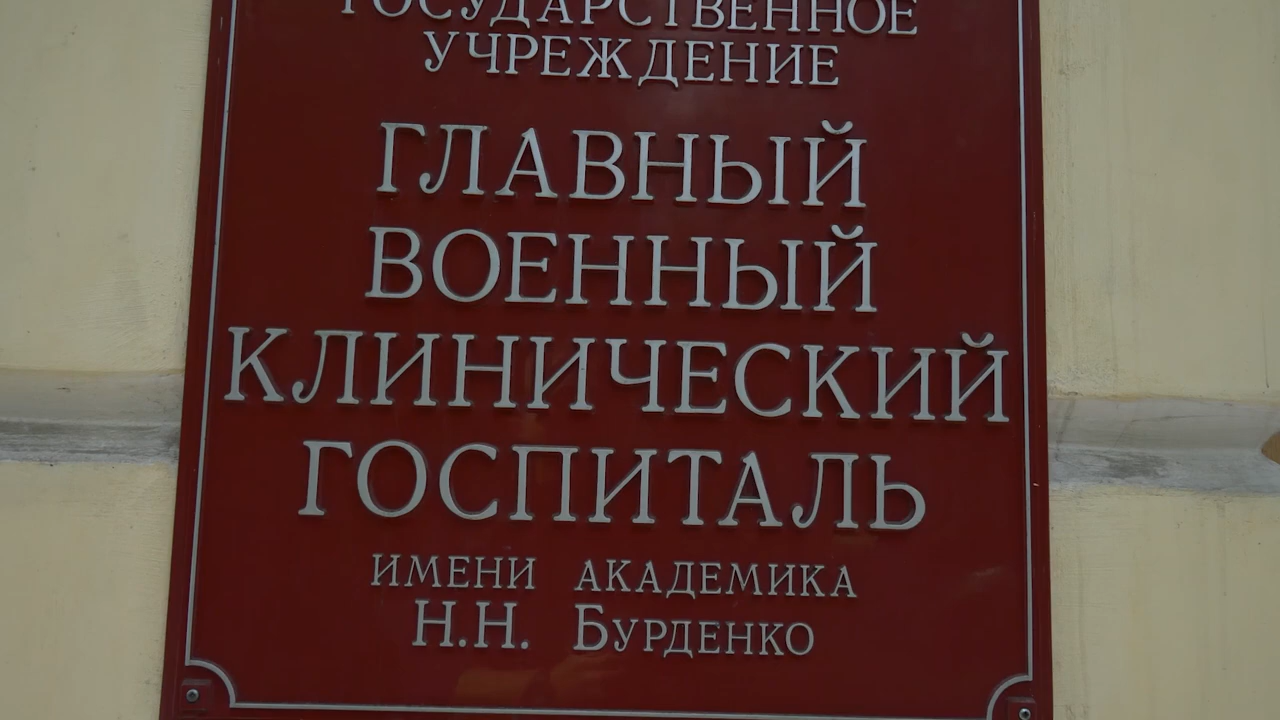 ГОСУДАРСТВЕННОЕ
УЧРЕЖДЕНИЕ
ГЛАВНЫЙ
ВОЕННЫЙ
КЛИНИЧЕСКИЙ
ГОСПИТАЛЬ
ИМЕНИ АКАДЕМИКА
Н.Н. БУРДЕНКО